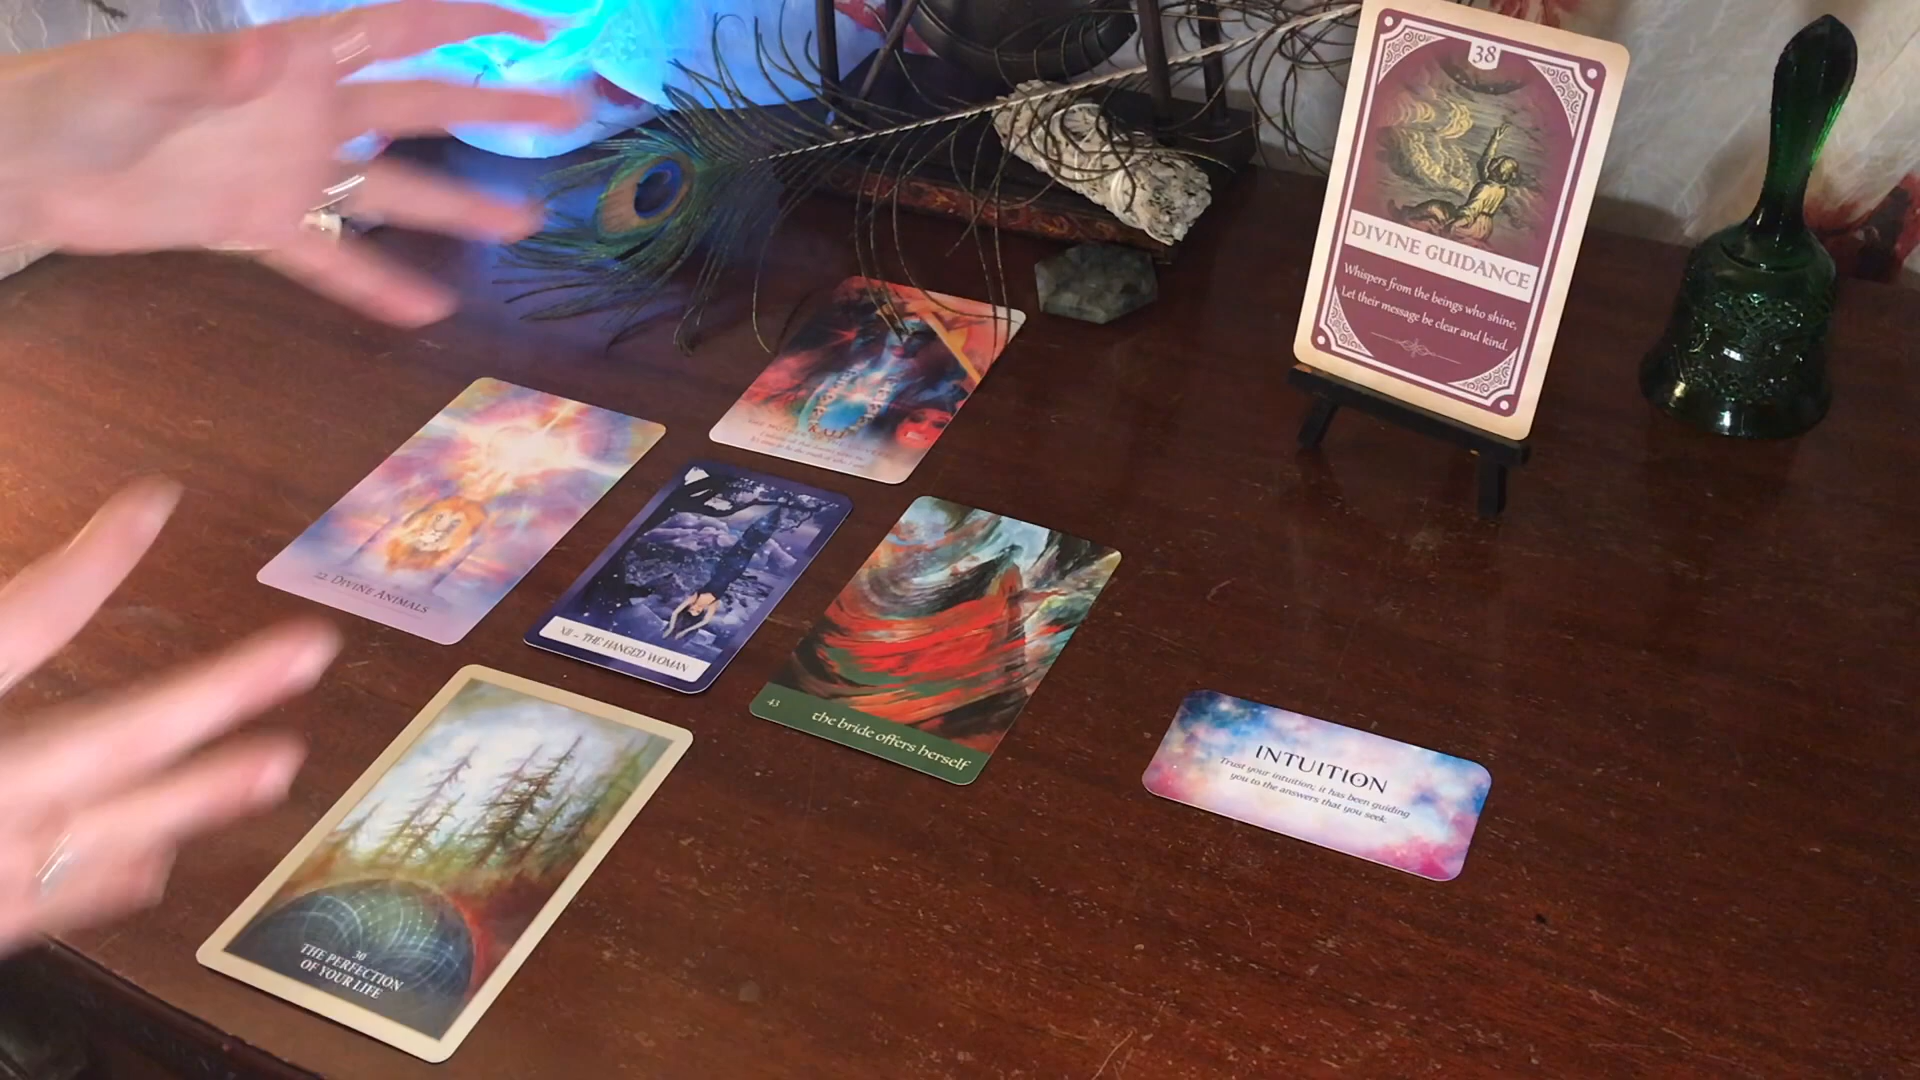 38
DIVINE GUIDANCE
Whispers from the beings who shine,
Let their message be clear and kind.
KALI
22. DIVINE ANIMALS
XII - THE HANGED WOMAN
43 the bride offers herself
INTUITION
Trust your intuition; it has been guiding
you to the answers that you seek.
30
THE PERFECTION
OF YOUR LIFE